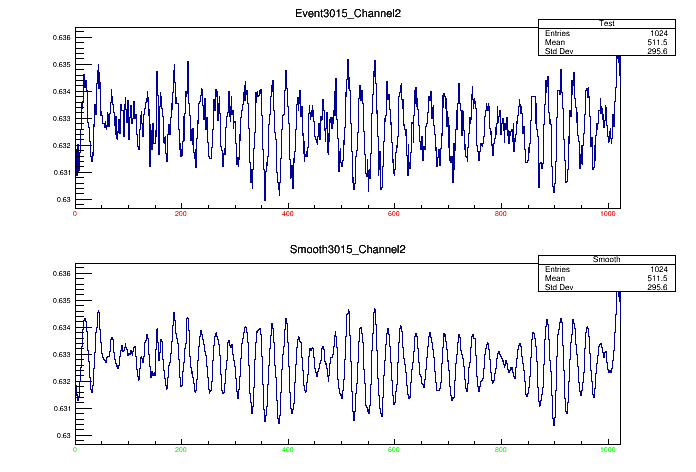 Event3015_Channel2
Test
Entries 1024
Mean 511.5
Std Dev 295.6
0.636
0.635
0.634
0.633
0.632
0.631
0.63
0 200 400 600 800 1000
Smooth3015_Channel2
Smooth
Entries 1024
Mean 511.5
Std Dev 295.6
0.636
0.635
0.634
0.633
0.632
0.631
0.63
0 200 400 600 800 1000